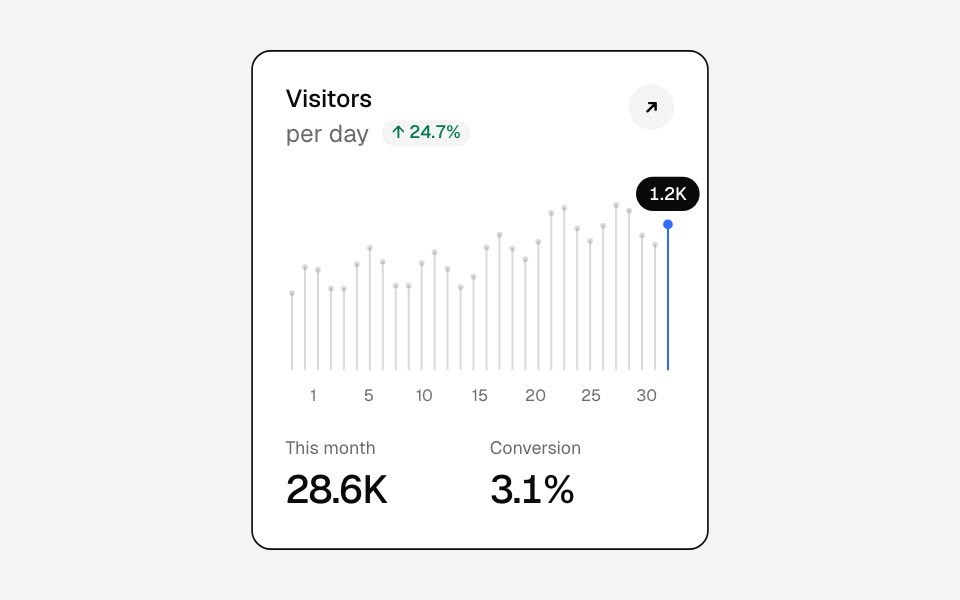 Visitors
per day ↑ 24.7%
1.2K
1 5 10 15 20 25 30
This month Conversion
28.6K 3.1%